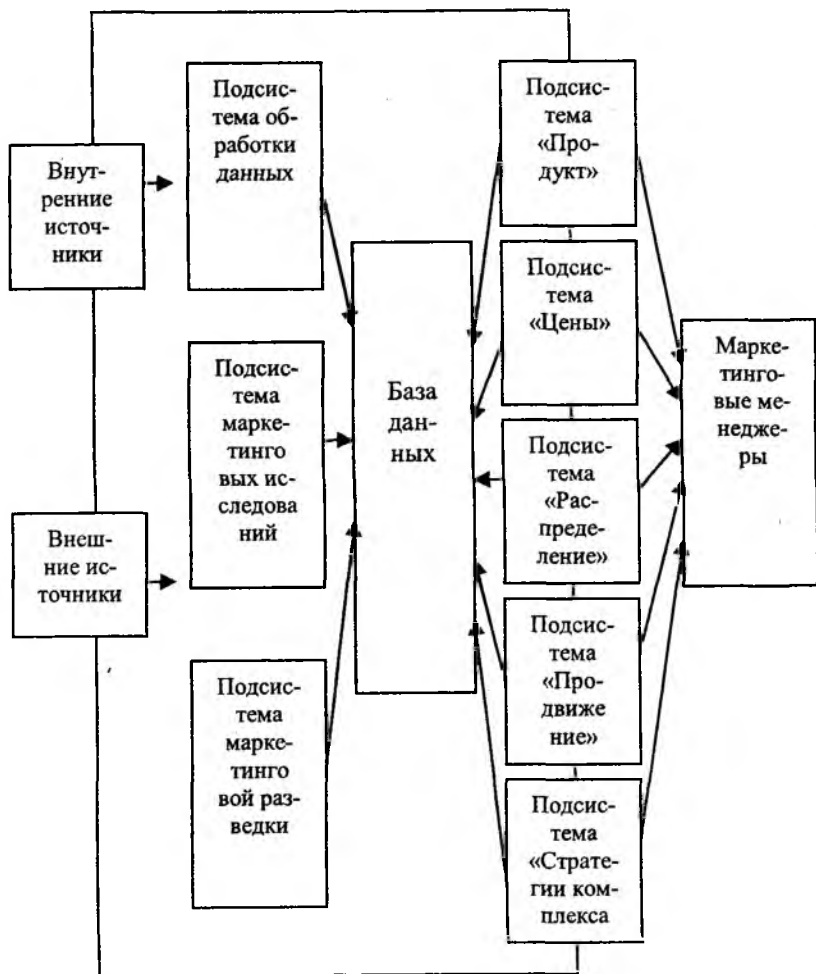 Внут-
ренние
источ-
ники
Внеш-
ние ис-
точники
Подсис-
тема об-
работки
данных
Подсис-
тема
марке-
тинго
вых ис-
следова
ний
Подсис-
тема
марке-
тинго
вой раз-
ведки
База
дан-
ных
Подсис-
тема
«Про-
дукт»
Подсис-
тема
«Цены»
Подсис-
тема
«Рас-
преде-
ление»
Подсис-
тема
«Про-
движе
ние»
Подсис-
тема
«Страте-
гии ком-
плекса
Марке-
тинго-
вые ме-
недже-
ры